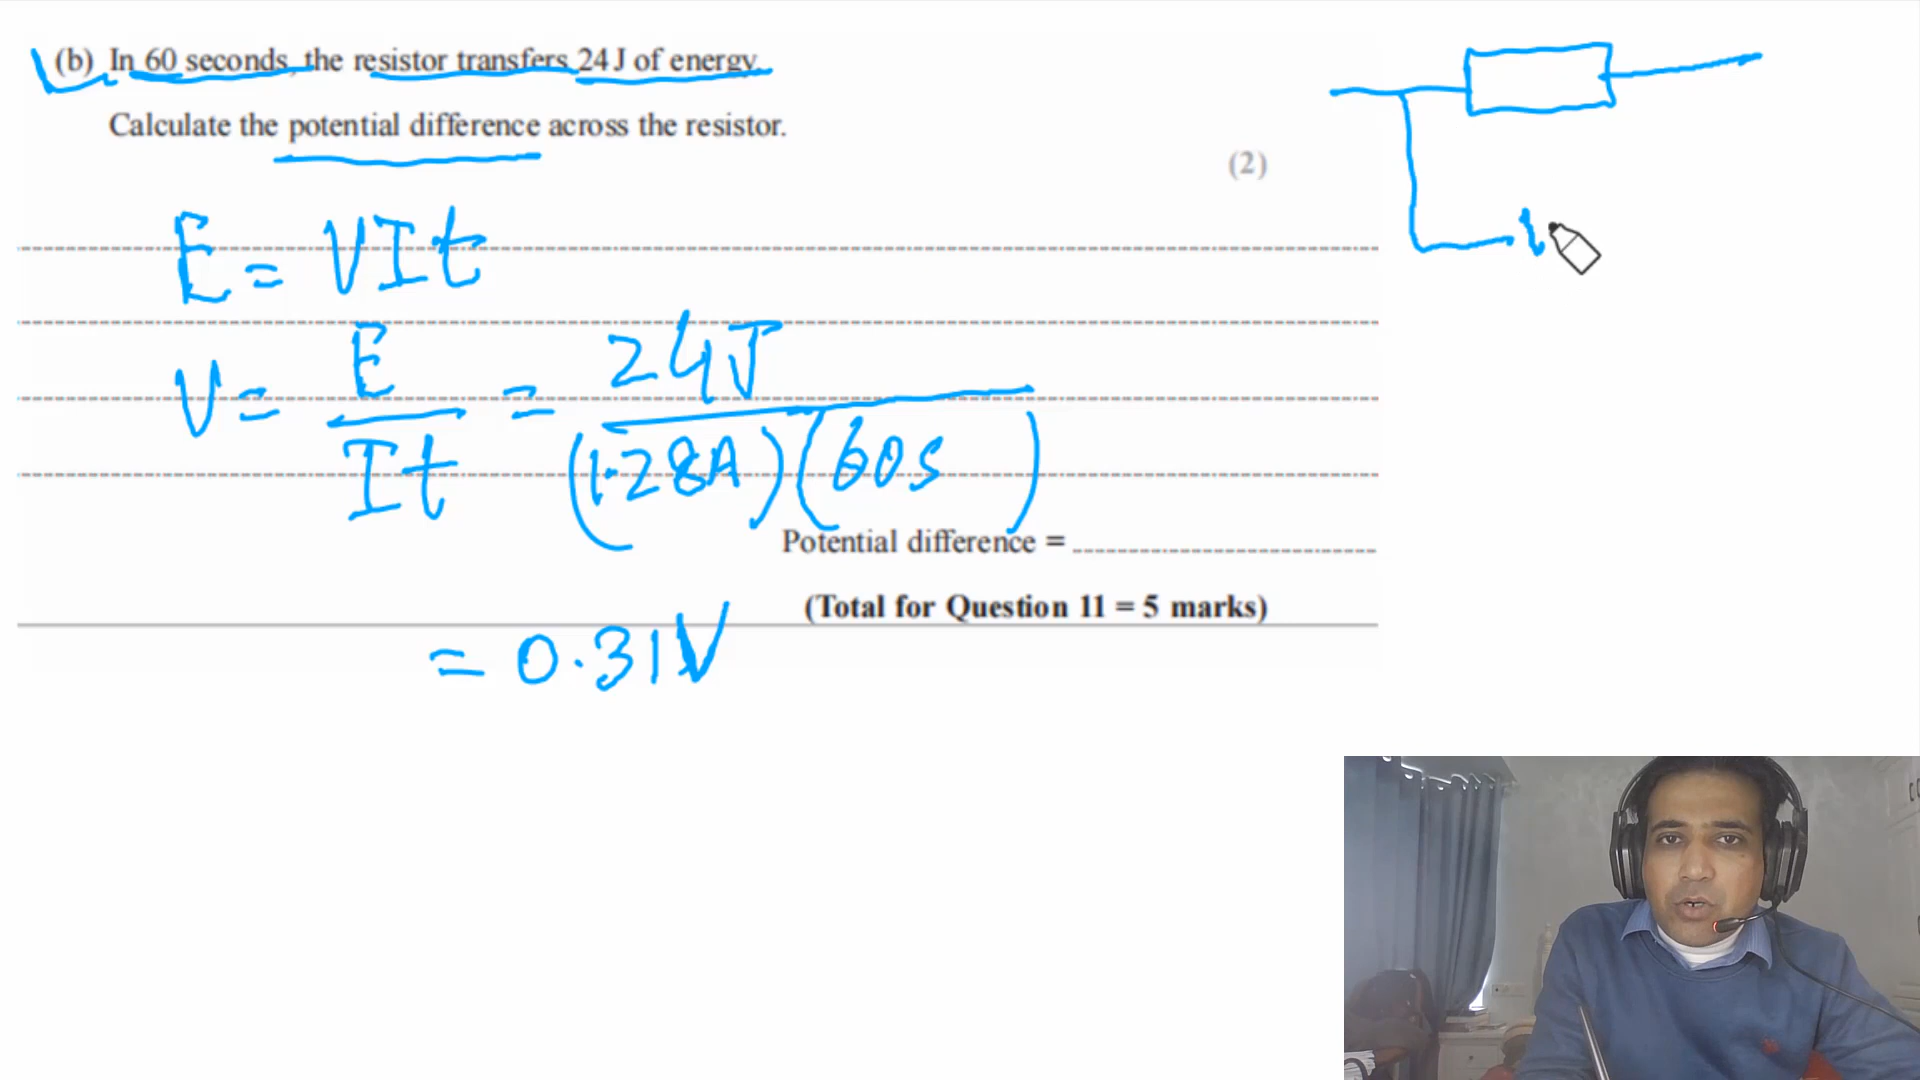 (b) In 60 seconds, the resistor transfers 24 J of energy.
Calculate the potential difference across the resistor.
(2)
E = VIt
V = E/It = 24J/(1.28A)(60s)
Potential difference =
(Total for Question 11 = 5 marks)
= 0.31V